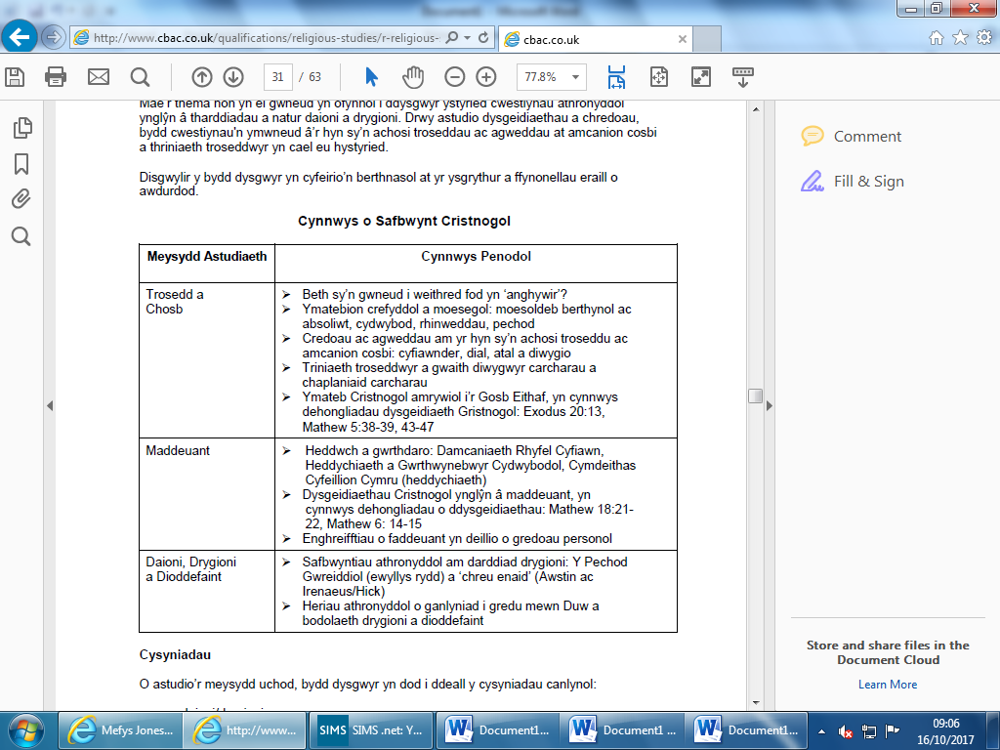 http://www.cbac.co.uk/qualifications/religious-studies/r-religious-
cbac.co.uk
31 / 63
77.8%
Mae'r thema hon yn ei gwneud yn ofynnol i ddysgwyr ystyried cwestiynau athronyddol
ynglŷn â tharddiadau a natur daioni a drygioni. Drwy astudio dysgeidiaethau a chredoau,
bydd cwestiynau'n ymwneud â'r hyn sy'n achosi troseddau ac agweddau at amcanion cosbi
a thriniaeth troseddwyr yn cael eu hystyried.
Disgwylir y bydd dysgwyr yn cyfeirio'n berthnasol at yr ysgrythur a ffynonellau eraill o
awdurdod.
Cynnwys o Safbwynt Cristnogol
Meysydd Astudiaeth
Cynnwys Penodol
Trosedd a
Chosb
➢ Beth sy'n gwneud i weithred fod yn 'anghywir'?
➢ Ymatebion crefyddol a moesegol: moesoldeb berthynol ac
absoliwt, cydwybod, rhinweddau, pechod
➢ Credoau ac agweddau am yr hyn sy'n achosi troseddu ac
amcanion cosbi: cyfiawnder, dial, atal a diwygio
➢ Triniaeth troseddwyr a gwaith diwygwyr carcharau a
chaplaniaid carcharau
➢ Ymateb Cristnogol amrywiol i'r Gosb Eithaf, yn cynnwys
dehongliadau dysgeidiaeth Gristnogol: Exodus 20:13,
Mathew 5:38-39, 43-47
Maddeuant
➢ Heddwch a gwrthdaro: Damcaniaeth Rhyfel Cyfiawn,
Heddychiaeth a Gwrthwynebwyr Cydwybodol, Cymdeithas
Cyfeillion Cymru (heddychiaeth)
➢ Dysgeidiaethau Cristnogol ynglŷn â maddeuant, yn
cynnwys dehongliadau o ddysgeidiaethau: Mathew 18:21-
22, Mathew 6: 14-15
➢ Enghreifftiau o faddeuant yn deillio o gredoau personol
Daioni, Drygioni
a Dioddefaint
➢ Safbwyntiau athronyddol am darddiad drygioni: Y Pechod
Gwreiddiol (ewyllys rydd) a 'chreu enaid' (Awstin ac
Irenaeus/Hick)
➢ Heriau athronyddol o ganlyniad i gredu mewn Duw a
bodolaeth drygioni a dioddefaint
Cysyniadau
O astudio'r meysydd uchod, bydd dysgwyr yn dod i ddeall y cysyniadau canlynol:
Comment
Fill & Sign
Store and share files in the
Document Cloud
Learn More
Mefys Jones...
http://www...
SIMS SIMS .net: Y...
Document1...
Document1 ...
Document1...
09:06
16/10/2017